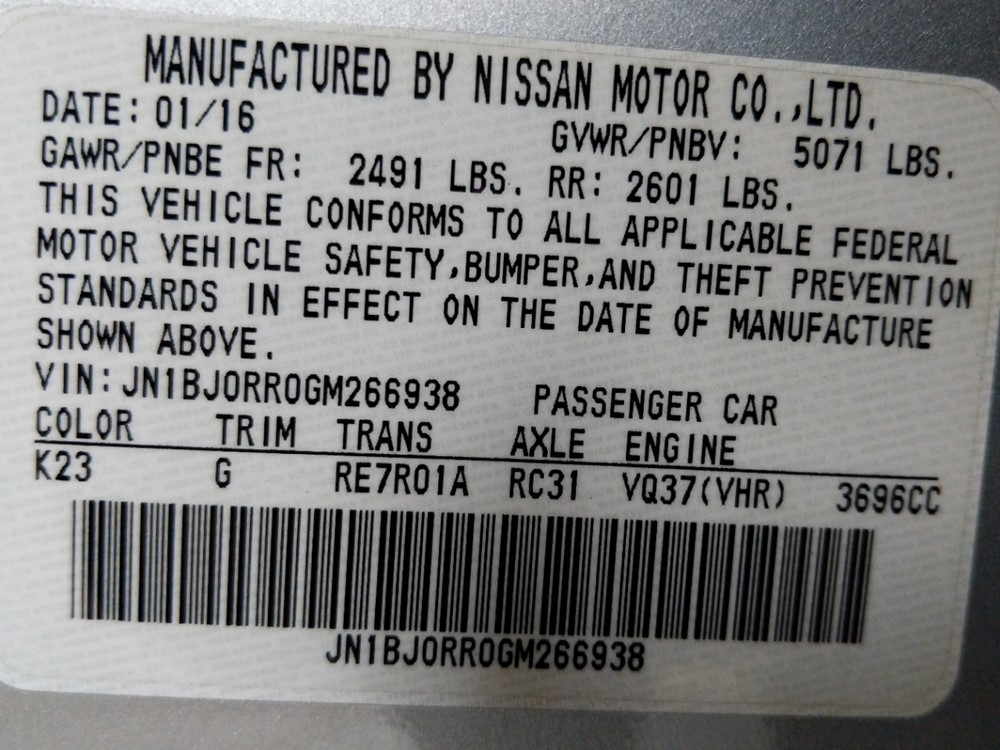 MANUFACTURED BY NISSAN MOTOR CO.,LTD.
DATE: 01/16 GVWR/PNBV: 5071 LBS.
GAWR/PNBE FR: 2491 LBS. RR: 2601 LBS.
THIS VEHICLE CONFORMS TO ALL APPLICABLE FEDERAL
MOTOR VEHICLE SAFETY,BUMPER,AND THEFT PREVENTION
STANDARDS IN EFFECT ON THE DATE OF MANUFACTURE
SHOWN ABOVE.
VIN: JN1BJ0RR0GM266938 PASSENGER CAR
COLOR TRIM TRANS AXLE ENGINE
K23 G RE7R01A RC31 VQ37(VHR) 3696CC
JN1BJ0RR0GM266938